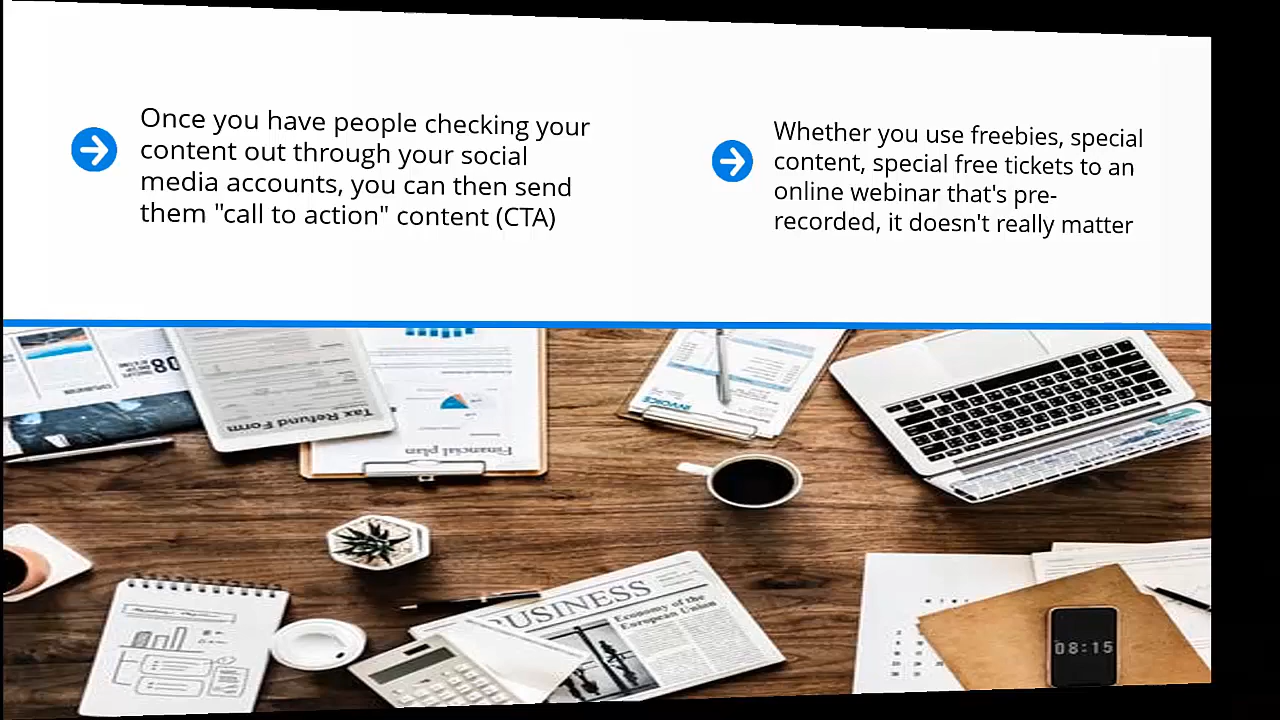 Once you have people checking your
content out through your social
media accounts, you can then send
them "call to action" content (CTA)
Whether you use freebies, special
content, special free tickets to an
online webinar that's pre-
recorded, it doesn't really matter
Tax Refund Form
Financial plan
INVOICE
BUSINESS
Economy of the
European Union
08:15